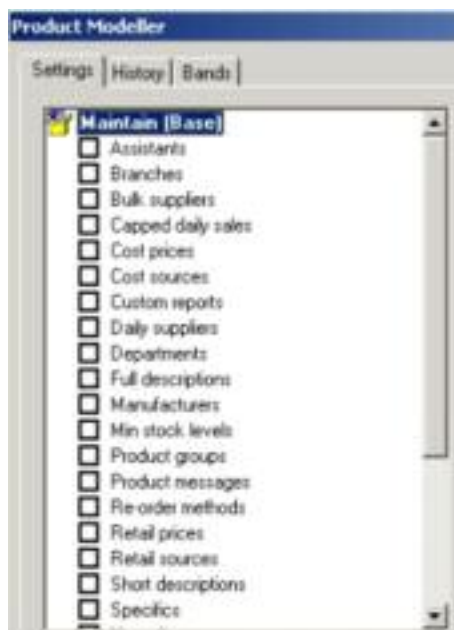 Product Modeller
Settings History Bands
Maintain (Base)
Assistants
Branches
Bulk suppliers
Capped daily sales
Cost prices
Cost sources
Custom reports
Daily suppliers
Departments
Full descriptions
Manufacturers
Min stock levels
Product groups
Product messages
Re-order methods
Retail prices
Retail sources
Short descriptions
Specifics